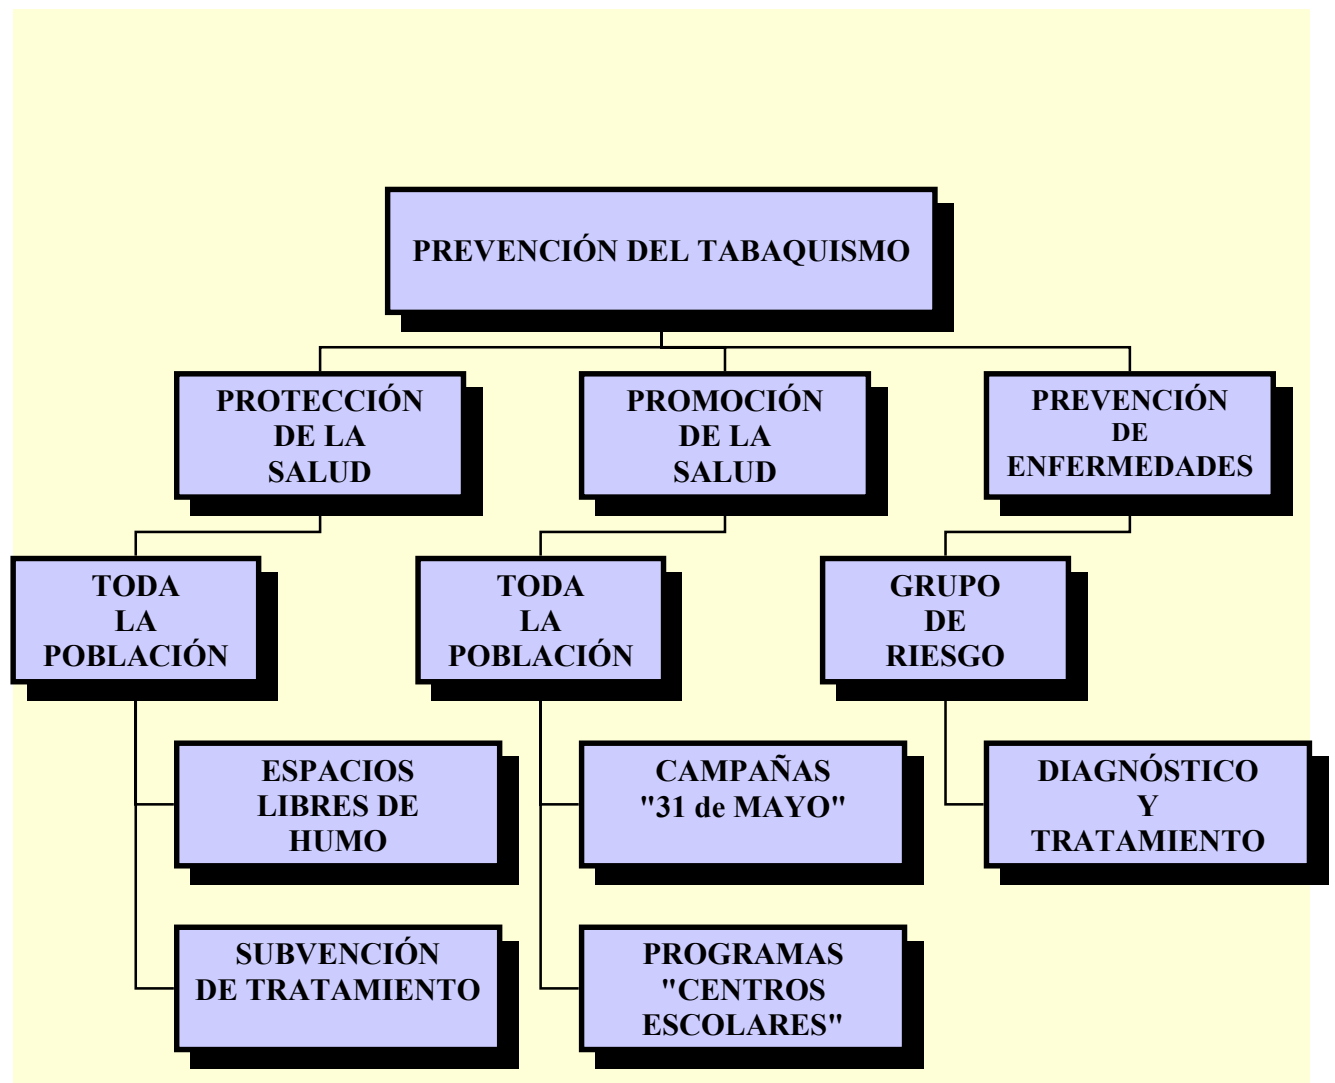 PREVENCIÓN DEL TABAQUISMO
PROTECCIÓN
DE LA
SALUD
PROMOCIÓN
DE LA
SALUD
PREVENCIÓN
DE
ENFERMEDADES
TODA
LA
POBLACIÓN
TODA
LA
POBLACIÓN
GRUPO
DE
RIESGO
ESPACIOS
LIBRES DE
HUMO
CAMPAÑAS
"31 de MAYO"
DIAGNÓSTICO
Y
TRATAMIENTO
SUBVENCIÓN
DE TRATAMIENTO
PROGRAMAS
"CENTROS
ESCOLARES"